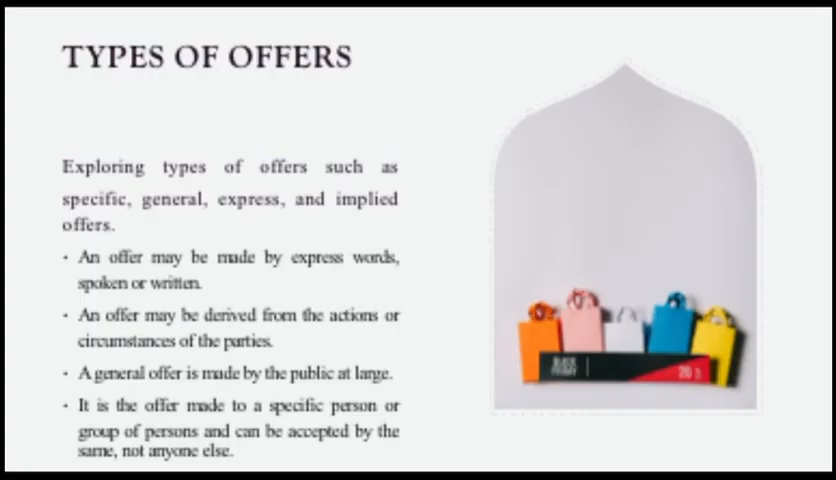 TYPES OF OFFERS
Exploring types of offers such as
specific, general, express, and implied
offers.
· An offer may be made by express words,
spoken or written.
· An offer may be derived from the actions or
circumstances of the parties.
· A general offer is made by the public at large.
· It is the offer made to a specific person or
group of persons and can be accepted by the
same, not anyone else.
BLACK
FRIDAY